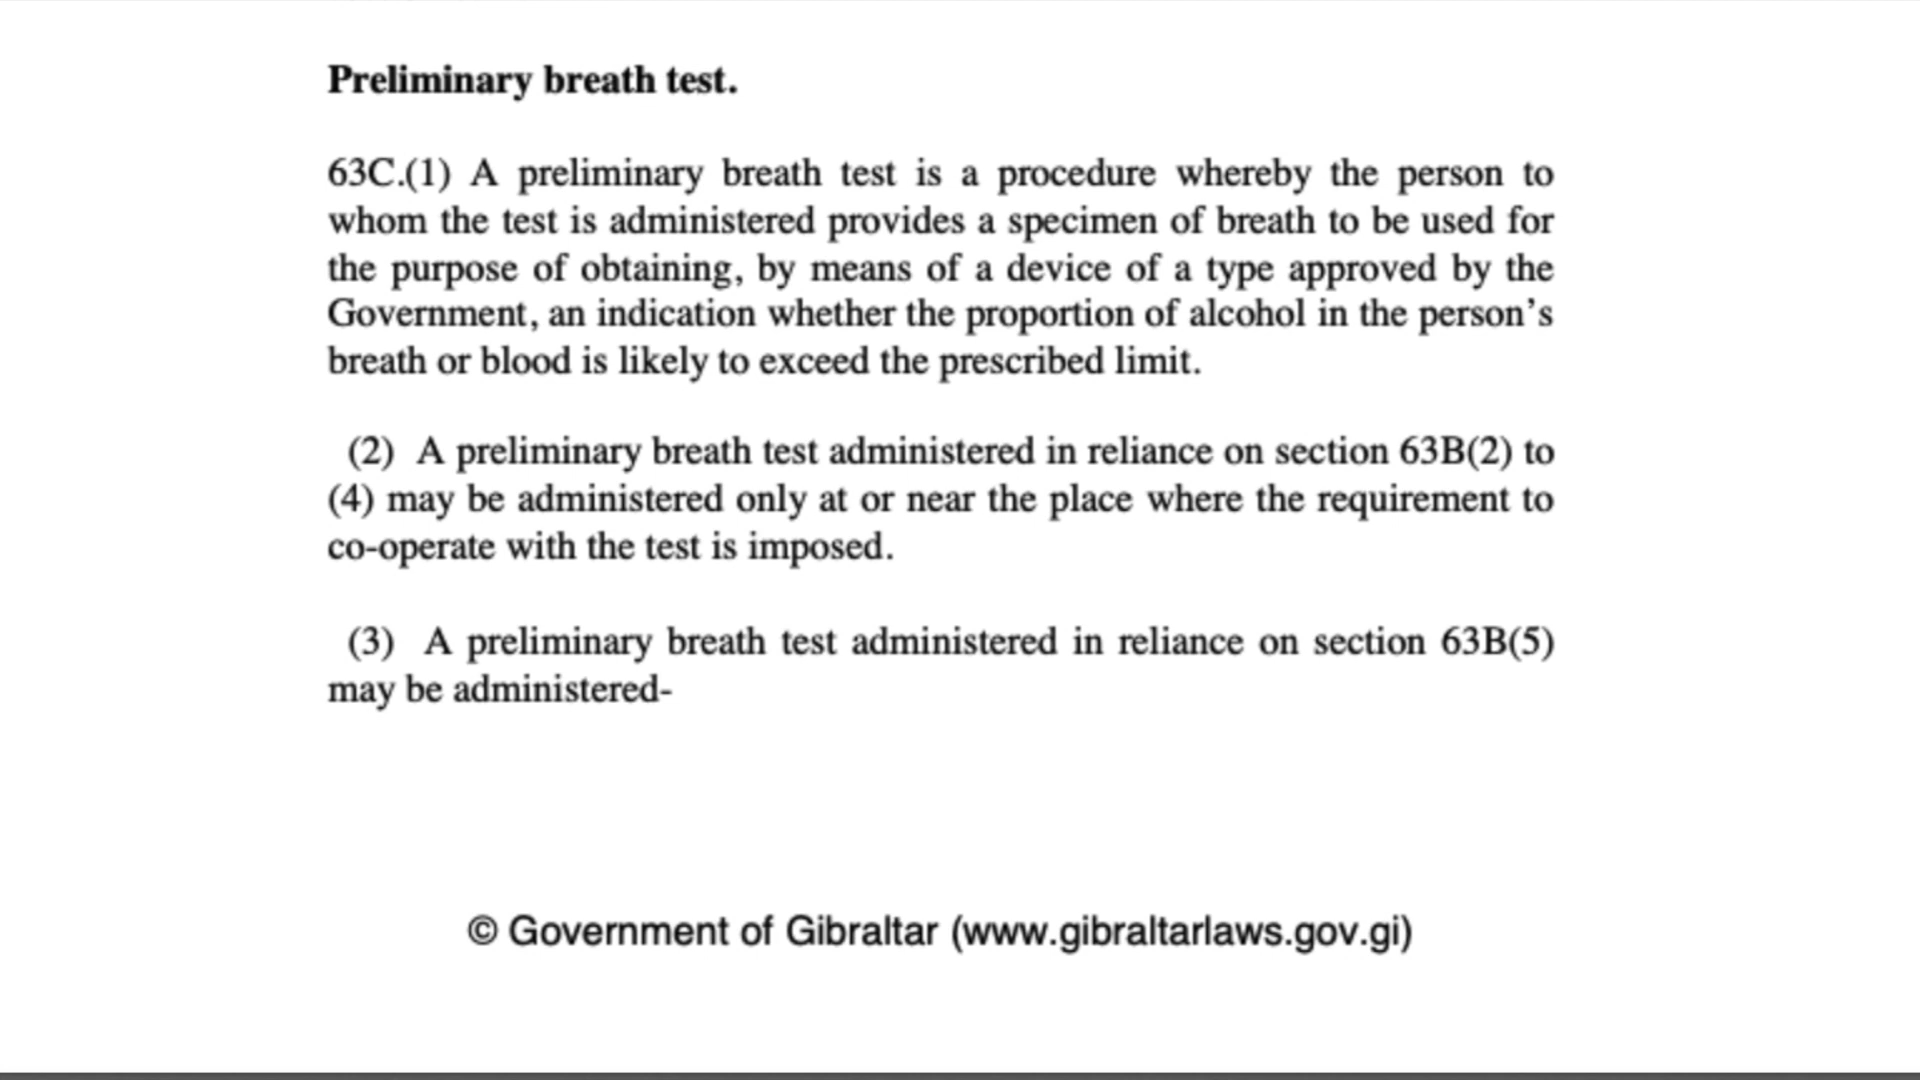 Preliminary breath test.
63C.(1) A preliminary breath test is a procedure whereby the person to
whom the test is administered provides a specimen of breath to be used for
the purpose of obtaining, by means of a device of a type approved by the
Government, an indication whether the proportion of alcohol in the person’s
breath or blood is likely to exceed the prescribed limit.
(2) A preliminary breath test administered in reliance on section 63B(2) to
(4) may be administered only at or near the place where the requirement to
co-operate with the test is imposed.
(3) A preliminary breath test administered in reliance on section 63B(5)
may be administered-
© Government of Gibraltar (www.gibraltarlaws.gov.gi)